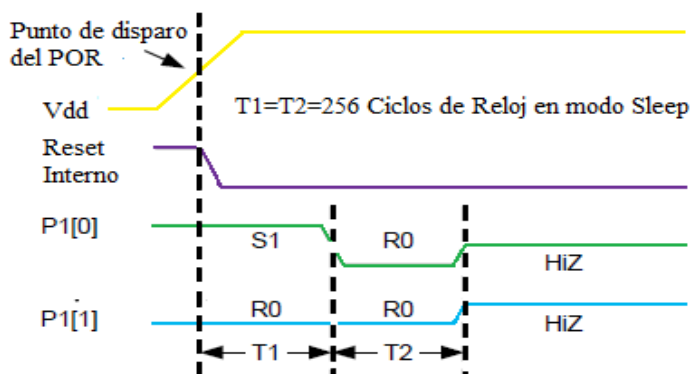 Punto de disparo
del POR
Vdd
T1=T2=256 Ciclos de Reloj en modo Sleep
Reset
Interno
P1[0]
S1
R0
HiZ
P1[1]
R0
R0
HiZ
T1
T2